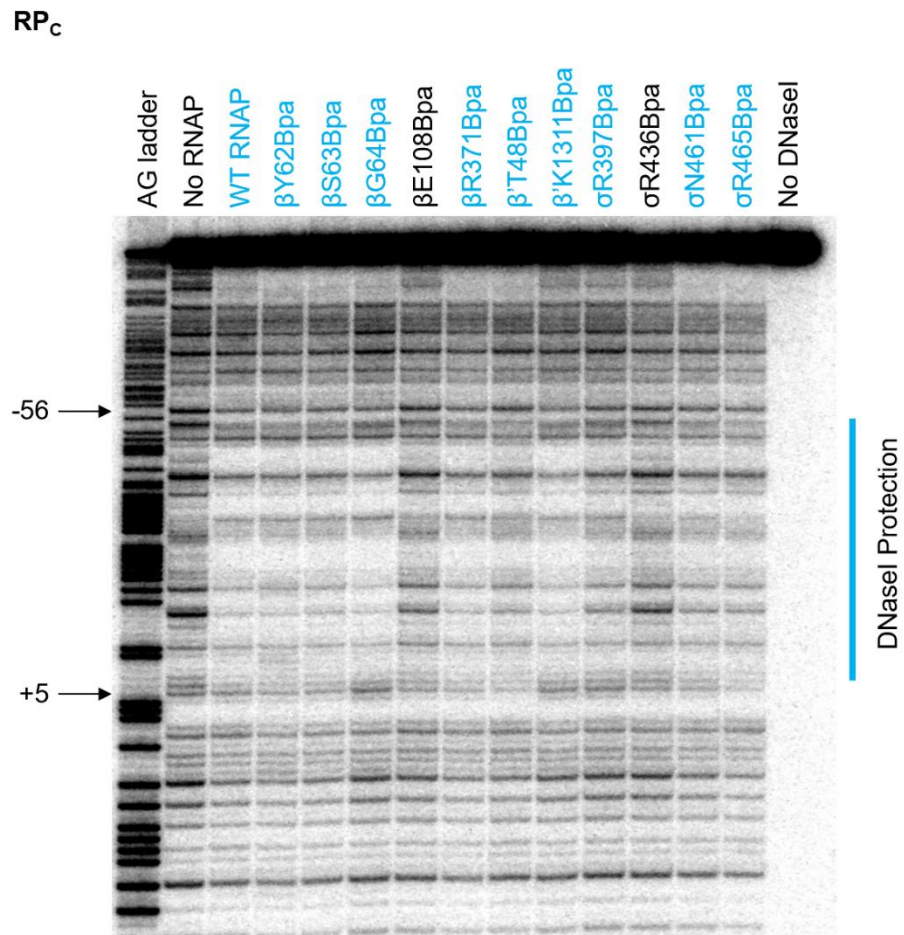 RPC
AG ladder
No RNAP
WT RNAP
βY62Bpa
βS63Bpa
βG64Bpa
βE108Bpa
βR371Bpa
β'T48Bpa
β'K1311Bpa
σR397Bpa
σR436Bpa
σN461Bpa
σR465Bpa
No DNaseI
-56
+5
DNaseI Protection